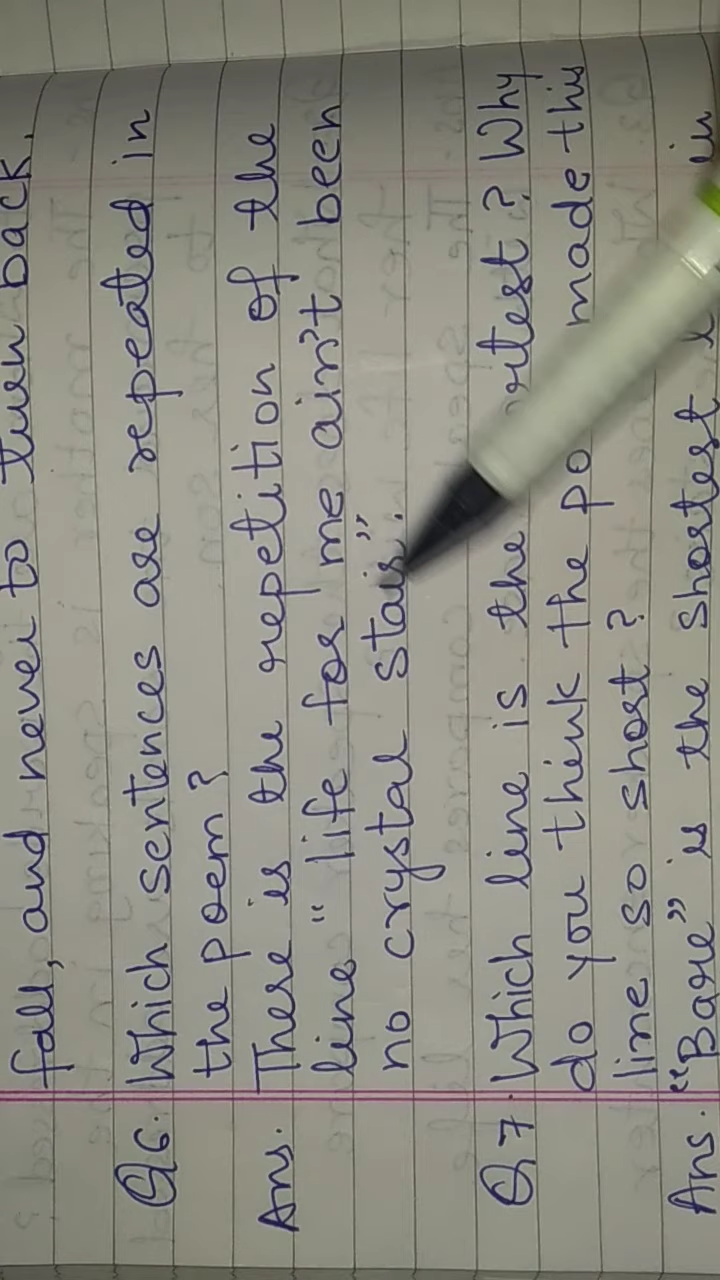 fall, and never to turn back.
Q6. Which sentences are repeated in
the poem?
Ans. There is the repetition of the
line "life for me ain't been
no crystal stair".
Q7. Which line is the ? Why
do you think the made this
line so short?
Ans. "Bare" is the shortest in